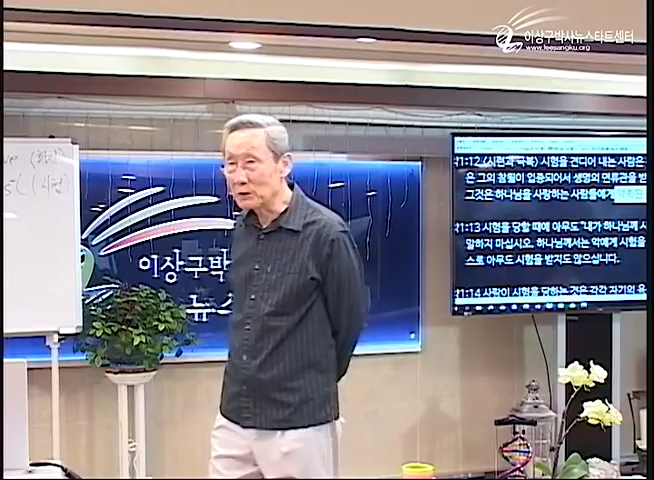 이상구박사뉴스타트센터
www.leesangku.org
1:12 (시련과 극복) 시험을 견디어 내는 사람은
은 그의 참됨이 입증되어서 생명의 면류관을 받
그것은 하나님을 사랑하는 사람들에게
1:13 시험을 당할 때에 아무도 "내가 하나님께 시
말하지 마십시오. 하나님께서는 악에게 시험을
스로 아무도 시험을 받지도 않으십니다.
1:14 사람이 시험을 당하는 것은 각각 자기의 욕
이상구박
뉴스